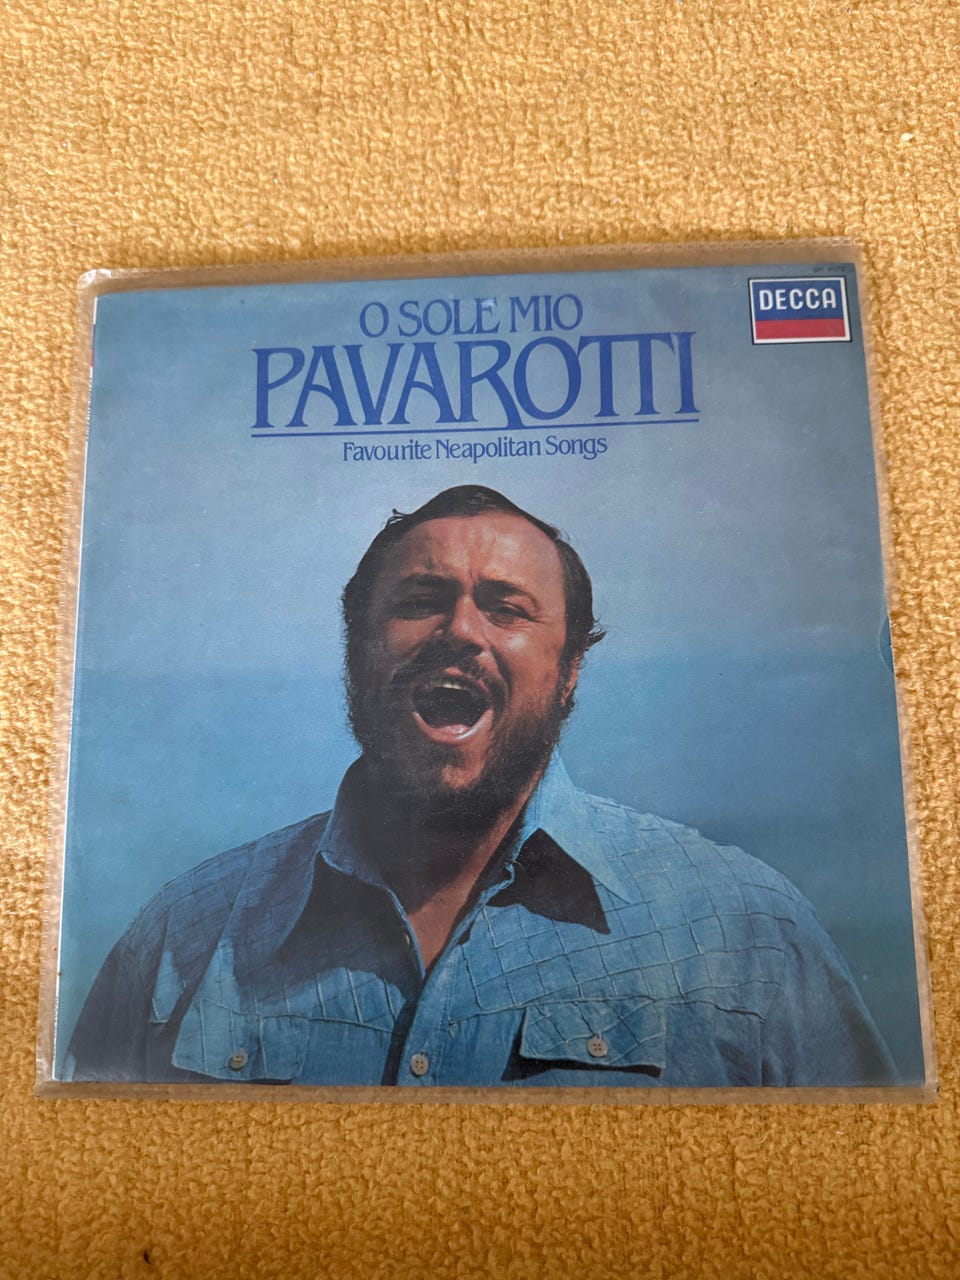 DECCA
O SOLE MIO
PAVAROTTI
Favourite Neapolitan Songs